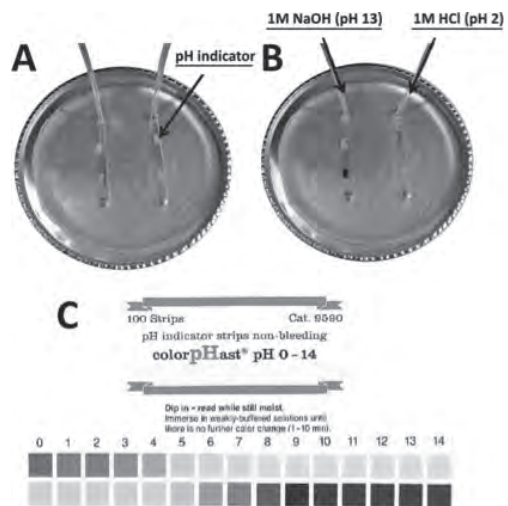 1M NaOH (pH 13)
1M HCl (pH 2)
A
pH indicator
B
C
100 Strips
Cat. 9590
pH indicator strips non-bleeding
colorpHast® pH 0-14
Dip in - read while still moist.
Immerse in weakly-buffered solutions until
there is no further color change (1-10 min).
0 1 2 3 4 5 6 7 8 9 10 11 12 13 14